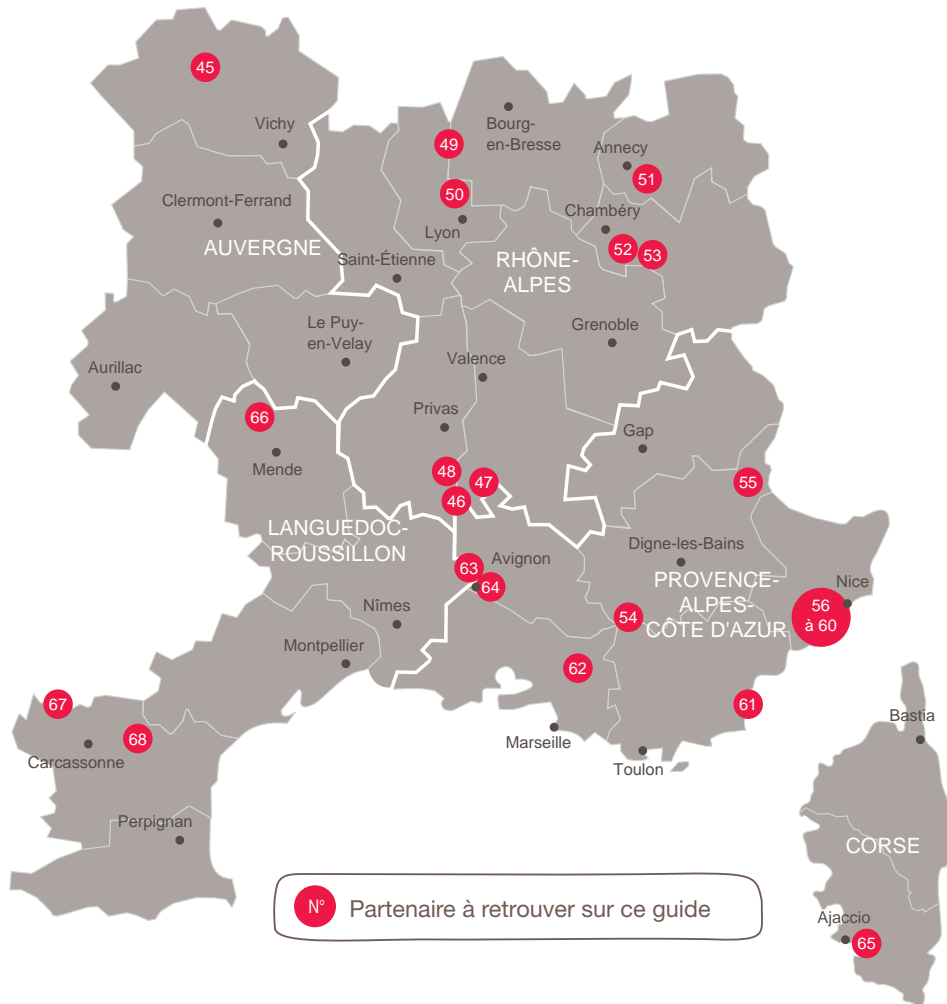 45
Vichy
Bourg-
en-Bresse
49
Annecy
51
50
Clermont-Ferrand
Lyon
Chambéry
AUVERGNE
52
53
Saint-Étienne
RHÔNE-
ALPES
Le Puy-
en-Velay
Grenoble
Valence
Aurillac
Privas
66
Gap
Mende
48
47
46
55
LANGUEDOC-
ROUSSILLON
Avignon
Digne-les-Bains
63
64
PROVENCE-
ALPES-
CÔTE D'AZUR
Nice
56
à 60
54
Nîmes
Montpellier
62
67
61
68
Carcassonne
Marseille
Toulon
Bastia
Perpignan
CORSE
N° Partenaire à retrouver sur ce guide
Ajaccio
65